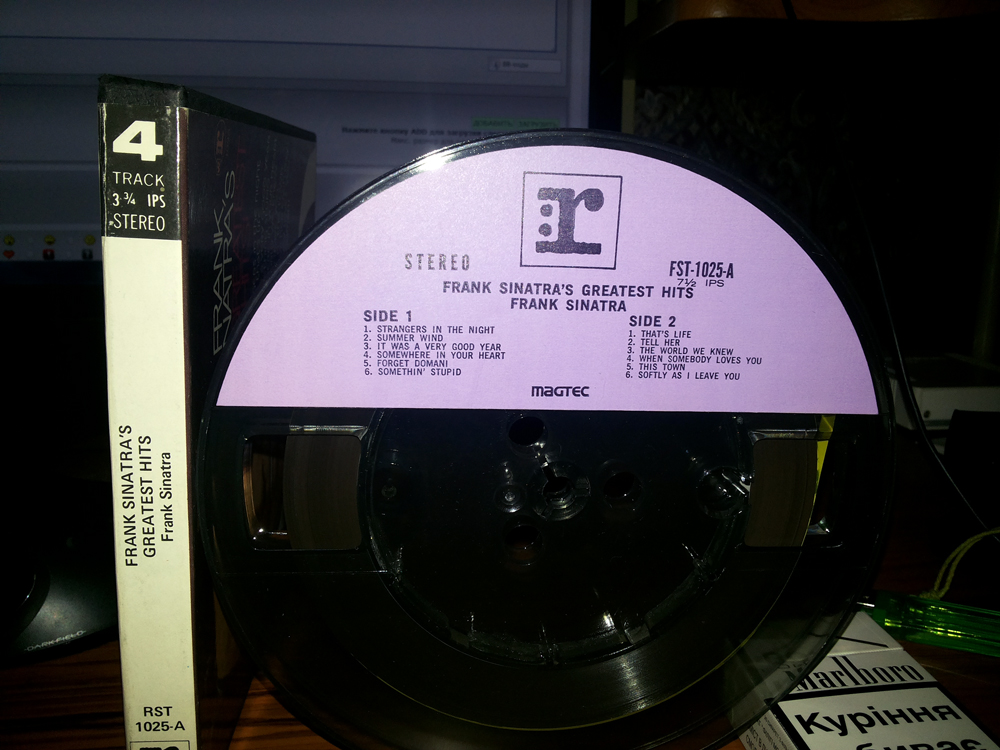 4
TRACK
3 ¾ IPS
STEREO
FRANK SINATRA'S
GREATEST HITS
Frank Sinatra
RST
1025-A
FRANK
r
STEREO
FST-1025-A
7½ IPS
FRANK SINATRA'S GREATEST HITS
FRANK SINATRA
SIDE 1
1. STRANGERS IN THE NIGHT
2. SUMMER WIND
3. IT WAS A VERY GOOD YEAR
4. SOMEWHERE IN YOUR HEART
5. FORGET DOMANI
6. SOMETHIN' STUPID
SIDE 2
1. THAT'S LIFE
2. TELL HER
3. THE WORLD WE KNEW
4. WHEN SOMEBODY LOVES YOU
5. THIS TOWN
6. SOFTLY AS I LEAVE YOU
MAGTEC
Marlboro
Куріння